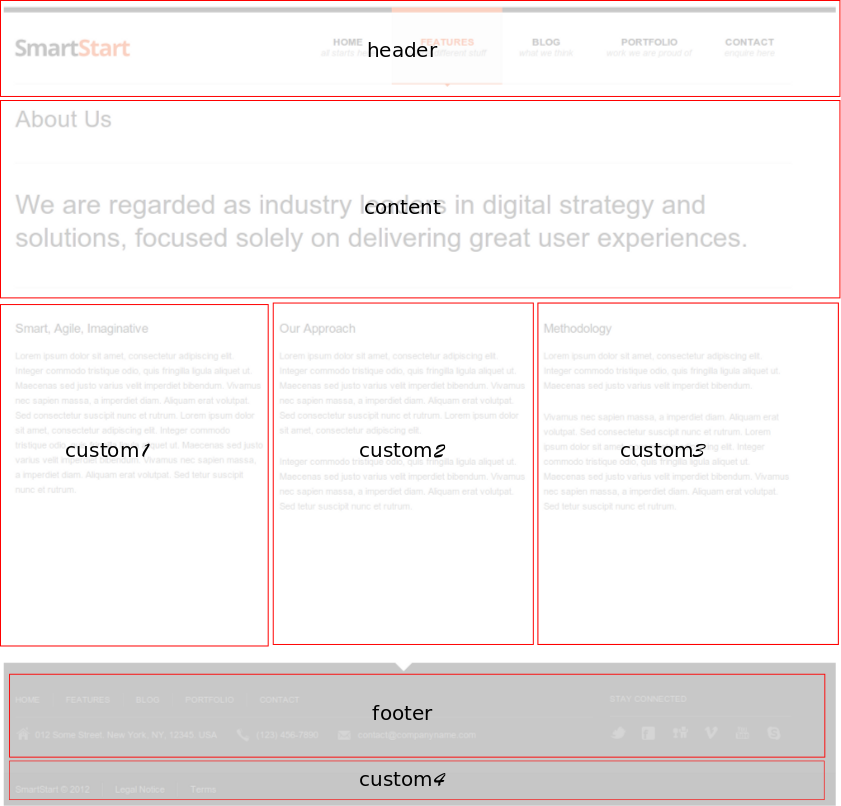 SmartStart
HOME FEATURES BLOG PORTFOLIO CONTACT
all starts here different stuff what we think work we are proud of enquire here
header
About Us
content
We are regarded as industry leaders in digital strategy and
solutions, focused solely on delivering great user experiences.
Smart, Agile, Imaginative
Lorem ipsum dolor sit amet, consectetur adipiscing elit.
Integer commodo tristique odio, quis fringilla ligula aliquet ut.
Maecenas sed justo varius velit imperdiet bibendum. Vivamus
nec sapien massa, a imperdiet diam. Aliquam erat volutpat.
Sed consectetur suscipit nunc et rutrum. Lorem ipsum dolor
sit amet, consectetur adipiscing elit. Integer commodo
tristique odio, quis fringilla ligula aliquet ut. Maecenas sed justo
varius velit imperdiet bibendum. Vivamus nec sapien massa,
a imperdiet diam. Aliquam erat volutpat. Sed tetur suscipit
nunc et rutrum.
custom1
Our Approach
Lorem ipsum dolor sit amet, consectetur adipiscing elit.
Integer commodo tristique odio, quis fringilla ligula aliquet ut.
Maecenas sed justo varius velit imperdiet bibendum. Vivamus
nec sapien massa, a imperdiet diam. Aliquam erat volutpat.
Sed consectetur suscipit nunc et rutrum. Lorem ipsum dolor
sit amet, consectetur adipiscing elit.
Integer commodo tristique odio, quis fringilla ligula aliquet ut.
Maecenas sed justo varius velit imperdiet bibendum. Vivamus
nec sapien massa, a imperdiet diam. Aliquam erat volutpat.
Sed tetur suscipit nunc et rutrum.
custom2
Methodology
Lorem ipsum dolor sit amet, consectetur adipiscing elit.
Integer commodo tristique odio, quis fringilla ligula aliquet ut.
Maecenas sed justo varius velit imperdiet bibendum.
Vivamus nec sapien massa, a imperdiet diam. Aliquam erat
volutpat. Sed consectetur suscipit nunc et rutrum. Lorem
ipsum dolor sit amet, consectetur adipiscing elit. Integer
commodo tristique odio, quis fringilla ligula aliquet ut.
Maecenas sed justo varius velit imperdiet bibendum. Vivamus
nec sapien massa, a imperdiet diam. Aliquam erat volutpat.
Sed tetur suscipit nunc et rutrum.
custom3
HOME FEATURES BLOG PORTFOLIO CONTACT STAY CONNECTED
footer
012 Some Street, New York, NY, 12345, USA (123) 456-7890 contact@companyname.com
custom4
SmartStart © 2012 Legal Notice Terms